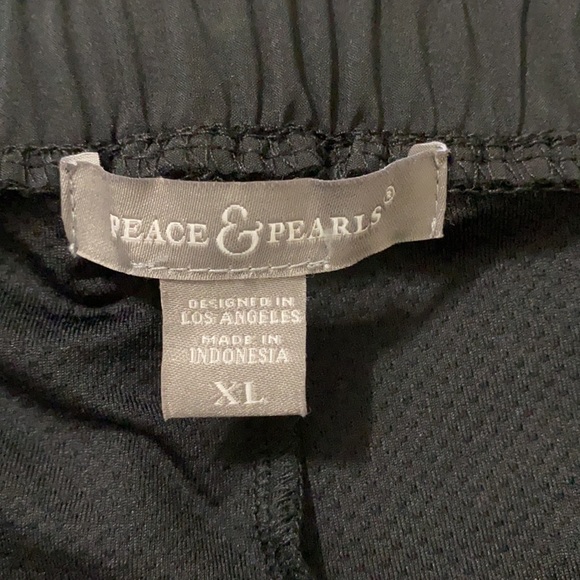 PEACE & PEARLS®
DESIGNED IN
LOS ANGELES
MADE IN
INDONESIA
XL